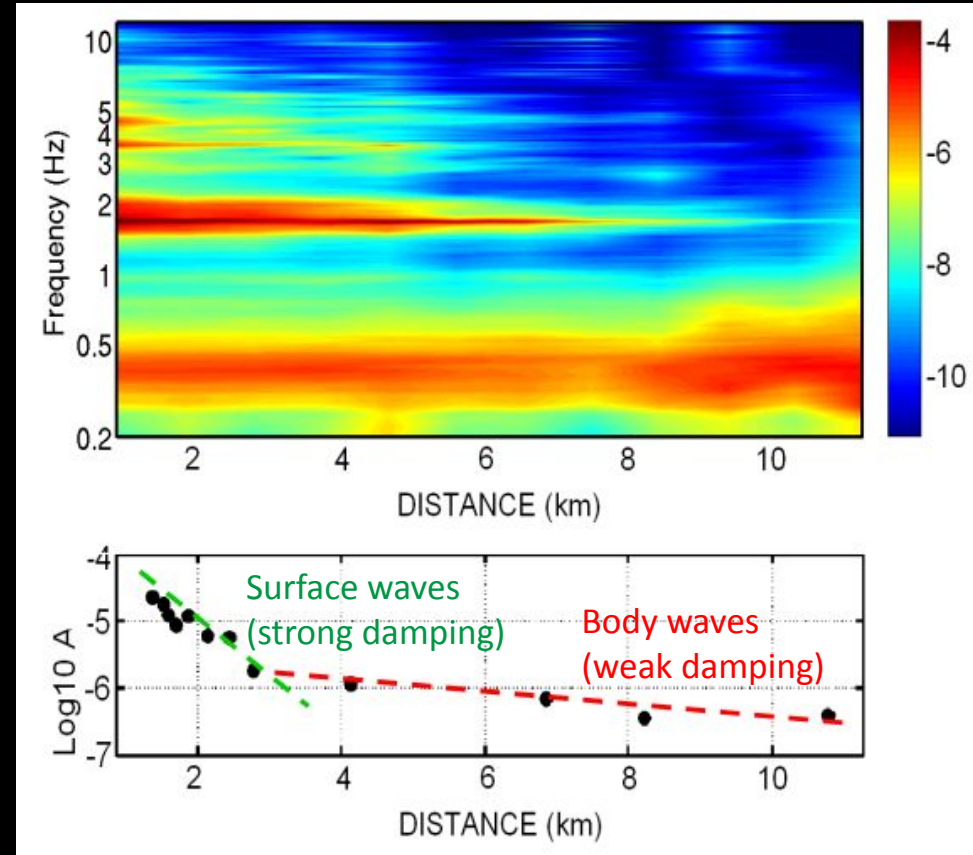 10
5
4
3
2
1
0.5
0.2
Frequency (Hz)
2 4 6 8 10
DISTANCE (km)
-4
-6
-8
-10
-4
-5
-6
-7
Log10 A
Surface waves
(strong damping)
Body waves
(weak damping)
2 4 6 8 10
DISTANCE (km)